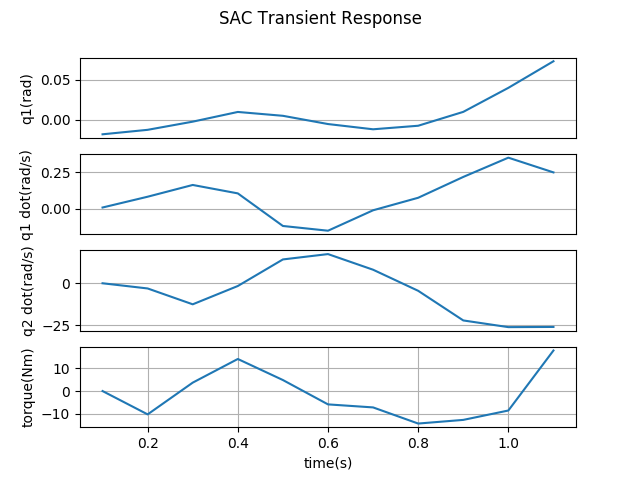 SAC Transient Response
q1(rad)
0.05
0.00
q1 dot(rad/s)
0.25
0.00
q2 dot(rad/s)
0
−25
torque(Nm)
10
0
−10
0.2 0.4 0.6 0.8 1.0
time(s)